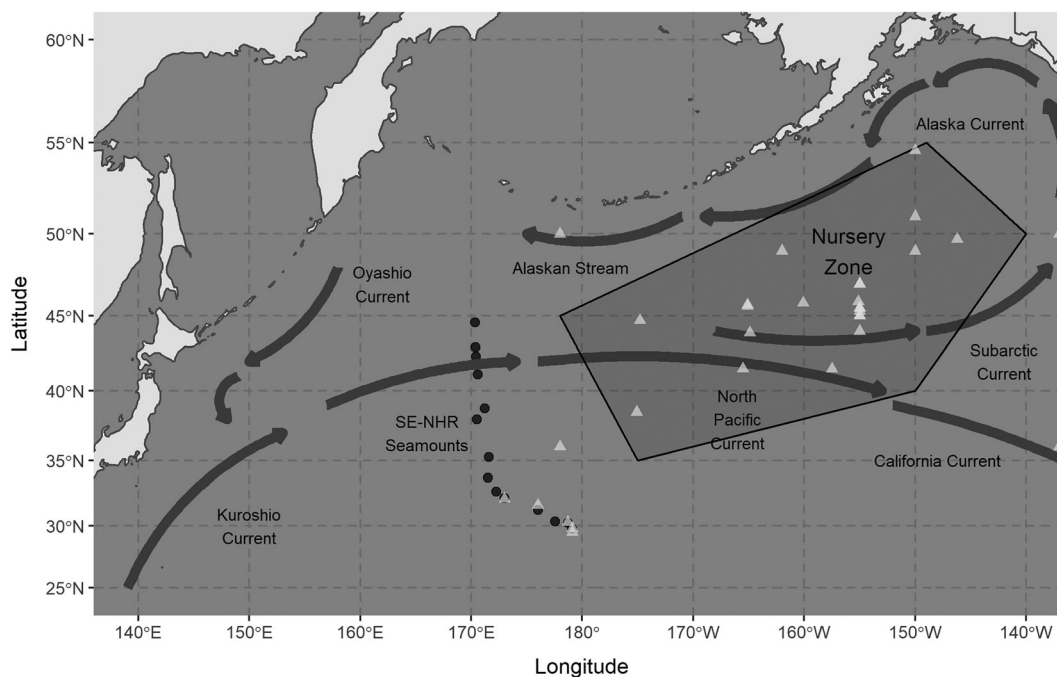 60°N
55°N
50°N
45°N
40°N
35°N
30°N
25°N
Latitude
Alaska Current
Nursery
Zone
Alaskan Stream
Oyashio
Current
Subarctic
Current
SE-NHR
Seamounts
North
Pacific
Current
California Current
Kuroshio
Current
140°E
150°E
160°E
170°E
180°
170°W
160°W
150°W
140°W
Longitude